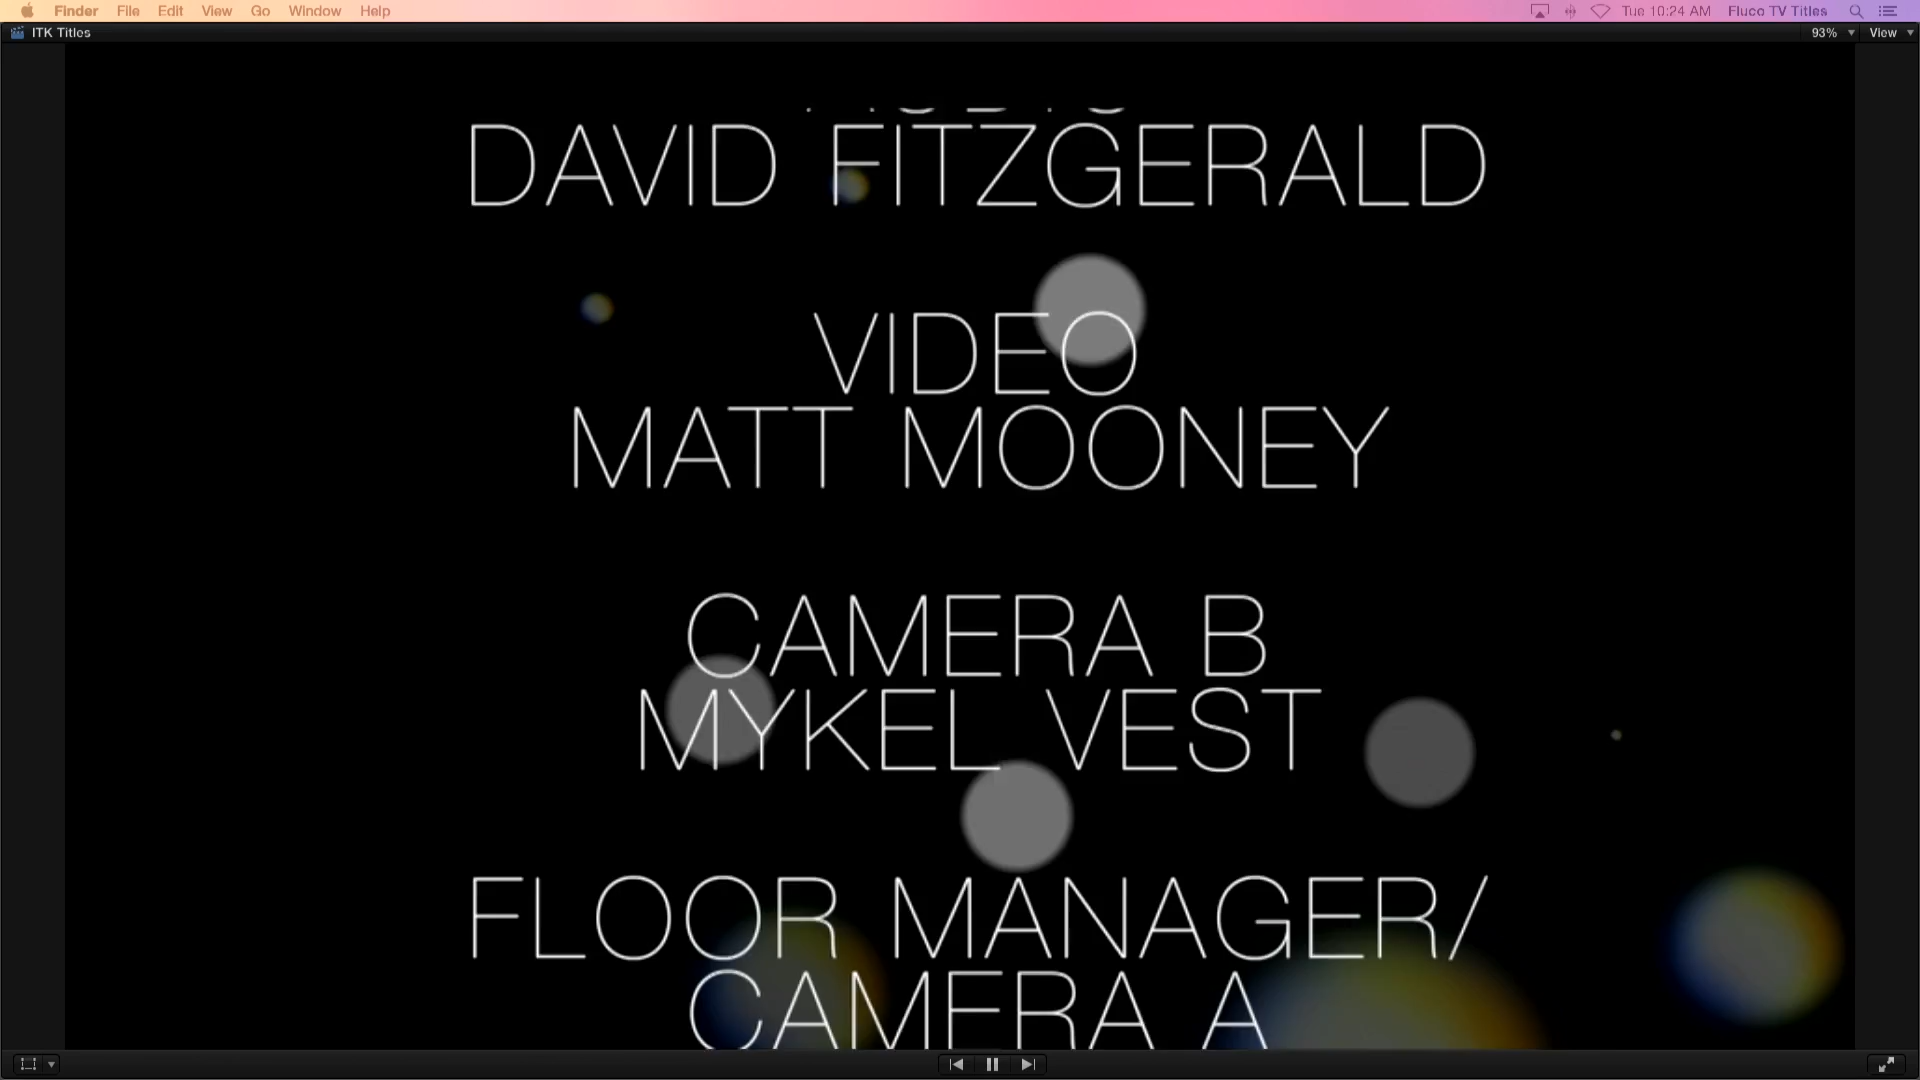 Finder File Edit View Go Window Help Tue 10:24 AM Fluco TV Titles
ITK Titles 93% View
DAVID FITZGERALD
VIDEO
MATT MOONEY
CAMERA B
MYKEL VEST
FLOOR MANAGER/
CAMERA A